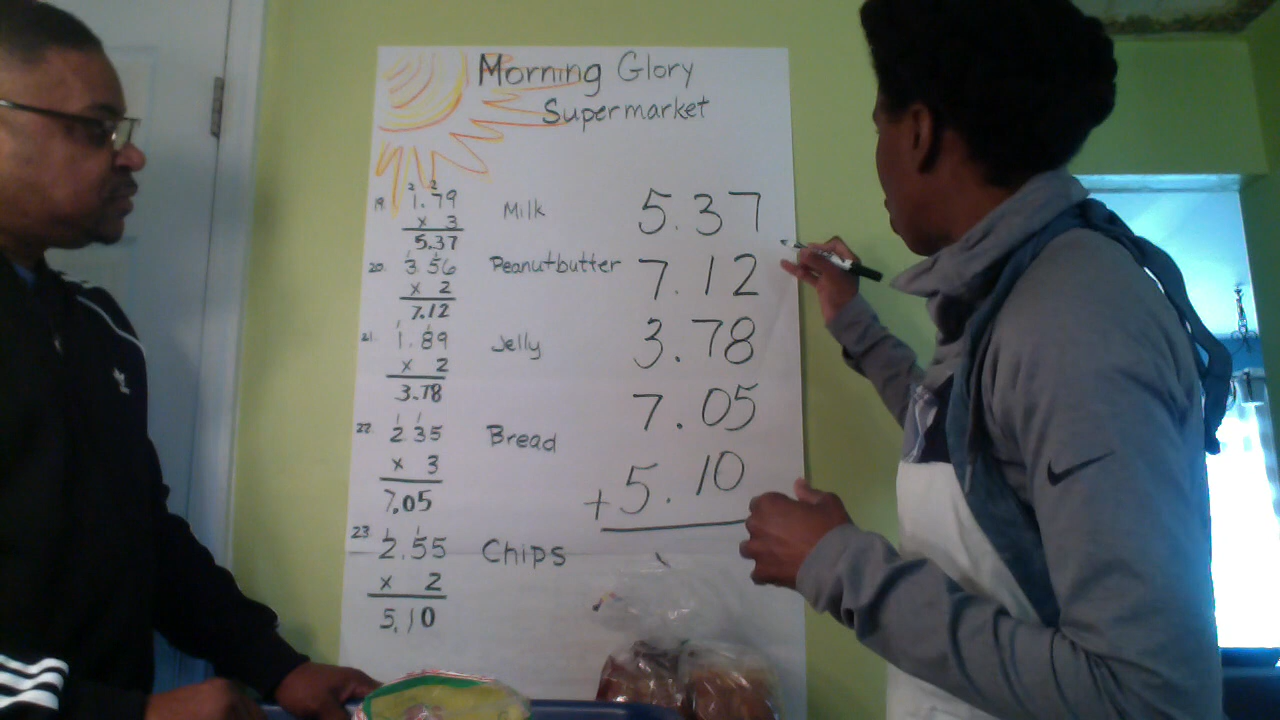 Morning Glory
Supermarket
19. 1.79
x 3
5.37
Milk
5.37
20. 3.56
x 2
7.12
Peanutbutter
7.12
21. 1.89
x 2
3.78
Jelly
3.78
22. 2.35
x 3
7.05
Bread
7.05
23 2.55
x 2
5.10
Chips
+ 5.10